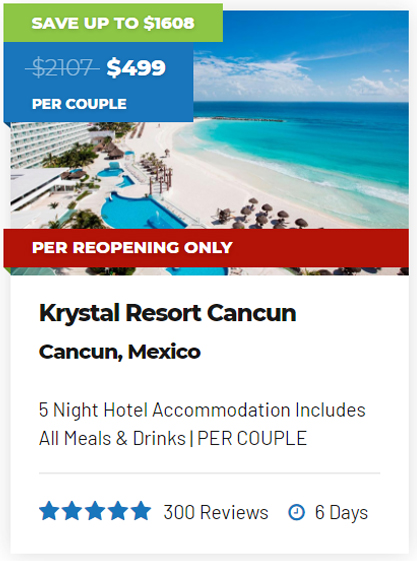 SAVE UP TO $1608
$2107 $499
PER COUPLE
PER REOPENING ONLY
Krystal Resort Cancun
Cancun, Mexico
5 Night Hotel Accommodation Includes
All Meals & Drinks | PER COUPLE
300 Reviews 6 Days